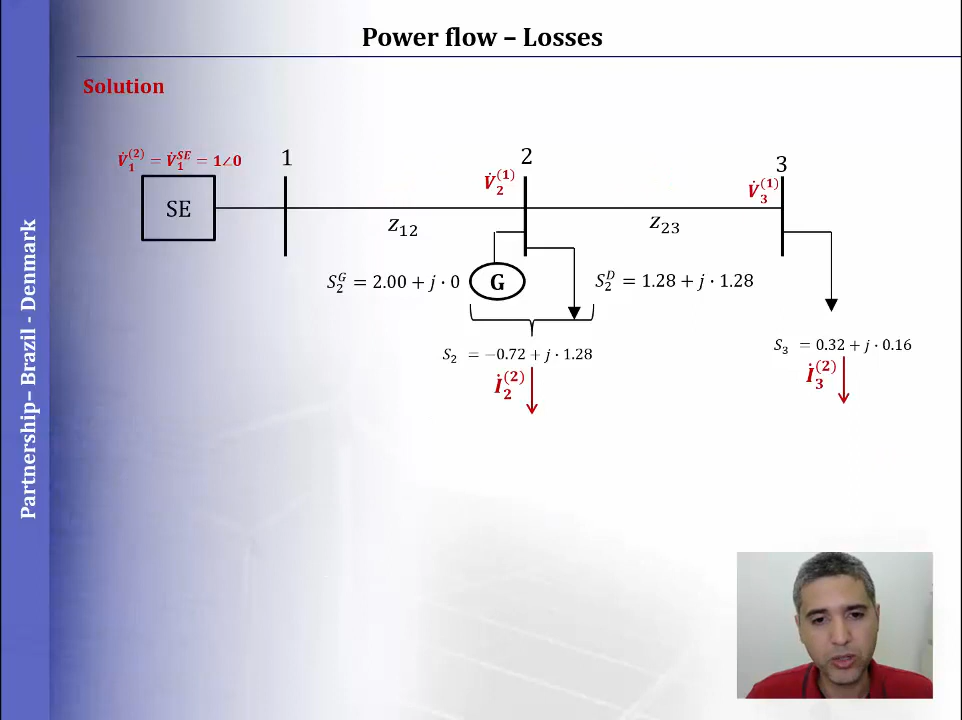 Power flow – Losses
Solution
V̇₁⁽²⁾ = V̇₁ˢᴱ = 1∠0
1
2
3
V̇₂⁽¹⁾
V̇₃⁽¹⁾
SE
z₁₂
z₂₃
S₂ᴳ = 2.00 + j · 0
G
S₂ᴰ = 1.28 + j · 1.28
S₂ = −0.72 + j · 1.28
S₃ = 0.32 + j · 0.16
İ₂⁽²⁾
İ₃⁽²⁾
Partnership– Brazil - Denmark